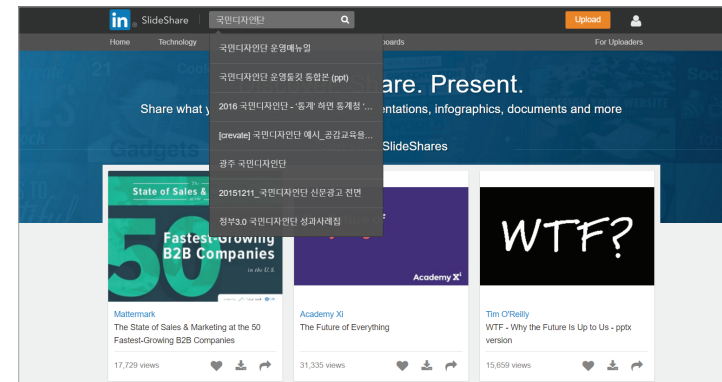 in SlideShare 국민디자인단 Upload
Home Technology boards For Uploaders
are. Present.
Share what y entations, infographics, documents and more
SlideShares
국민디자인단 운영매뉴얼
국민디자인단 운영툴킷 통합본 (ppt)
2016 국민디자인단 - '통계' 하면 통계청 '...
[crevate] 국민디자인단 예시_공감교육을...
광주 국민디자인단
20151211_국민디자인단 신문광고 전면
정부3.0 국민디자인단 성과사례집
The
State of Sales &
50
Fastest-Growing
B2B Companies
in the U.S.
Academy Xi
WTF?
Mattermark
The State of Sales & Marketing at the 50
Fastest-Growing B2B Companies
17,729 views
Academy Xi
The Future of Everything
31,335 views
Tim O'Reilly
WTF - Why the Future Is Up to Us - pptx
version
15,659 views